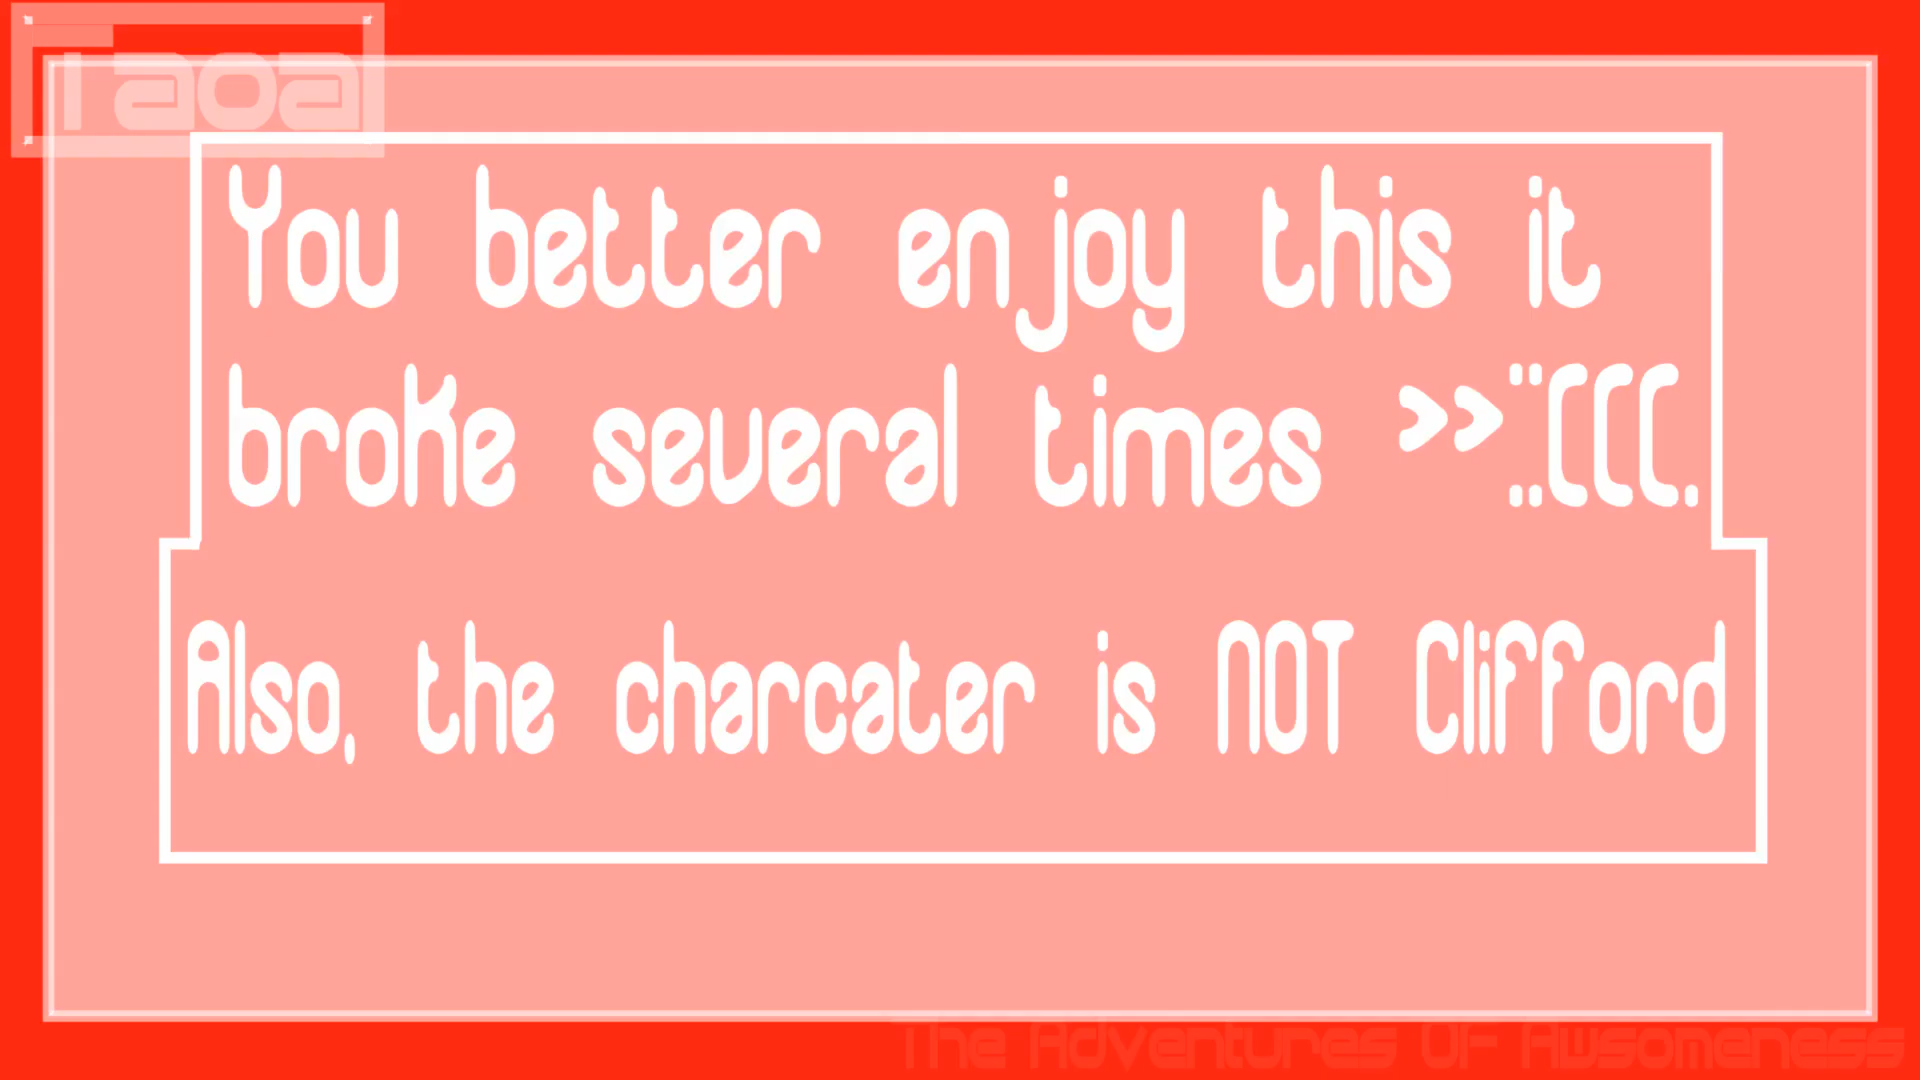 Taoa
You better enjoy this it
broke several times >>::CCC.
Also, the charcater is NOT Clifford
The Adventures Of Awsomeness